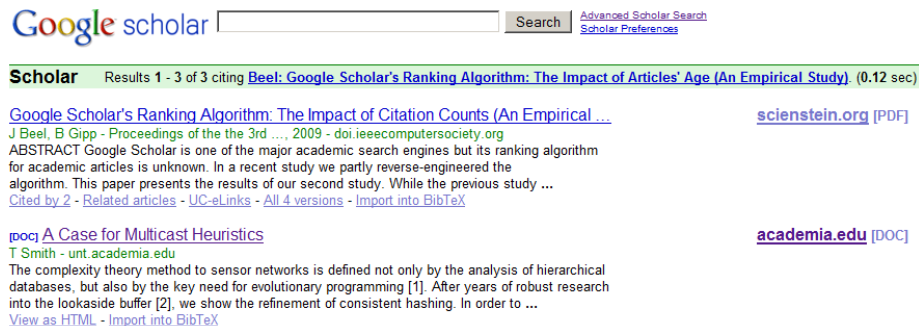 Google scholar Search Advanced Scholar Search
Scholar Preferences
Scholar Results 1 - 3 of 3 citing Beel: Google Scholar's Ranking Algorithm: The Impact of Articles' Age (An Empirical Study). (0.12 sec)
Google Scholar's Ranking Algorithm: The Impact of Citation Counts (An Empirical ... scienstein.org [PDF]
J Beel, B Gipp - Proceedings of the the 3rd ..., 2009 - doi.ieeecomputersociety.org
ABSTRACT Google Scholar is one of the major academic search engines but its ranking algorithm
for academic articles is unknown. In a recent study we partly reverse-engineered the
algorithm. This paper presents the results of our second study. While the previous study ...
Cited by 2 - Related articles - UC-eLinks - All 4 versions - Import into BibTeX
[DOC] A Case for Multicast Heuristics academia.edu [DOC]
T Smith - unt.academia.edu
The complexity theory method to sensor networks is defined not only by the analysis of hierarchical
databases, but also by the key need for evolutionary programming [1]. After years of robust research
into the lookaside buffer [2], we show the refinement of consistent hashing. In order to ...
View as HTML - Import into BibTeX